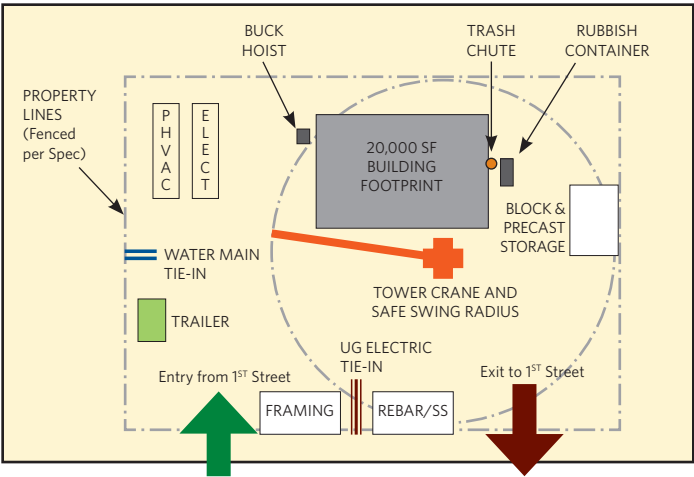 BUCK
HOIST
TRASH
CHUTE
RUBBISH
CONTAINER
PROPERTY
LINES
(Fenced
per Spec)
PHVAC
ELECT
20,000 SF
BUILDING
FOOTPRINT
BLOCK &
PRECAST
STORAGE
WATER MAIN
TIE-IN
TOWER CRANE AND
SAFE SWING RADIUS
TRAILER
UG ELECTRIC
TIE-IN
Entry from 1ST Street
Exit to 1ST Street
FRAMING
REBAR/SS